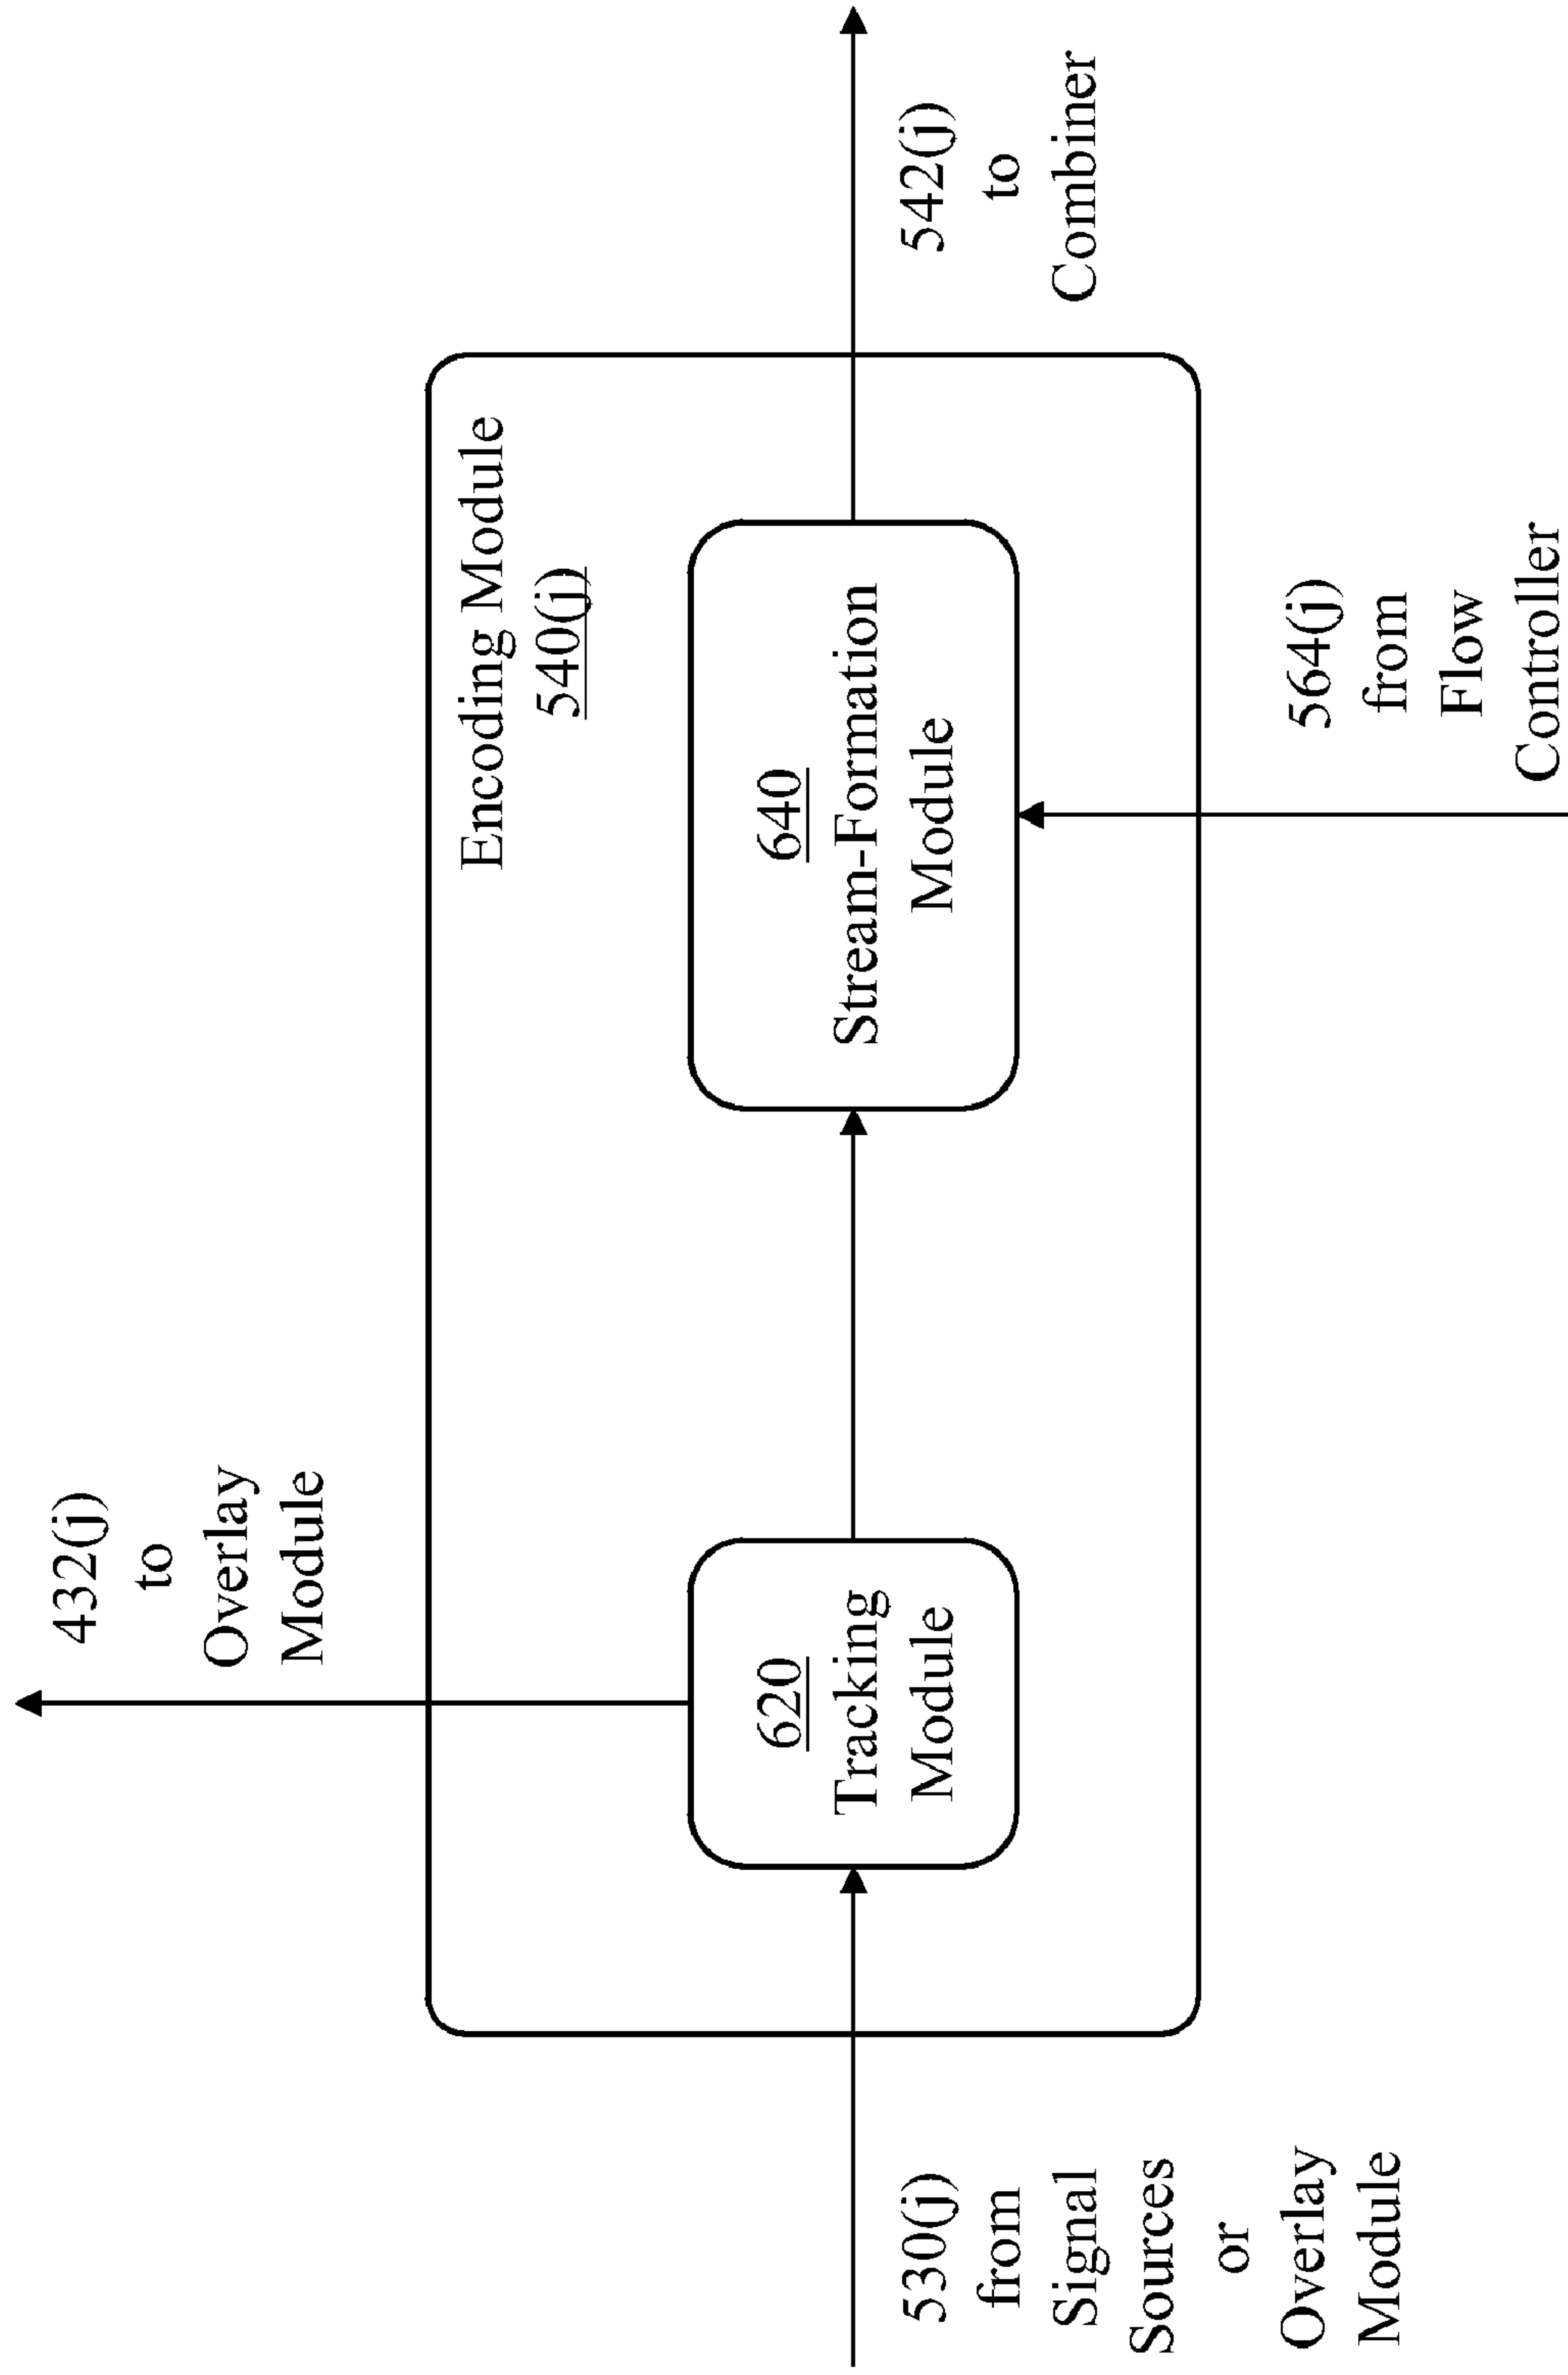 432(j)
to
Overlay
Module
Encoding Module
540(j)
620
Tracking
Module
640
Stream-Formation
Module
530(j)
from
Signal
Sources
or
Overlay
Module
542(j)
to
Combiner
564(j)
from
Flow
Controller